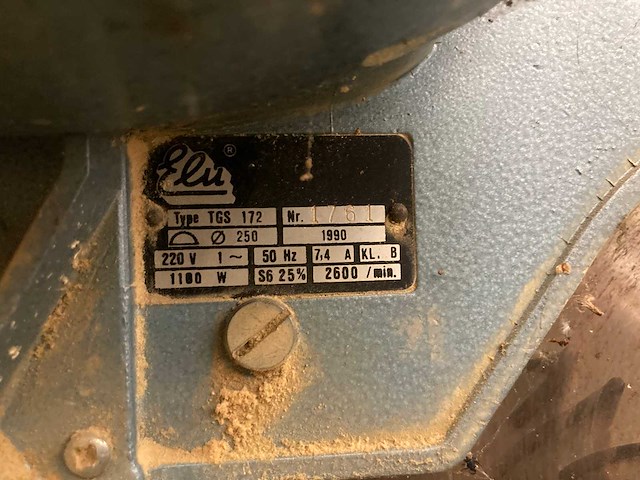 Elu ®
Type TGS 172 Nr. 1761
Ø 250 1990
220 V 1~ 50 Hz 7,4 A KL. B
1100 W S6 25% 2600 /min.